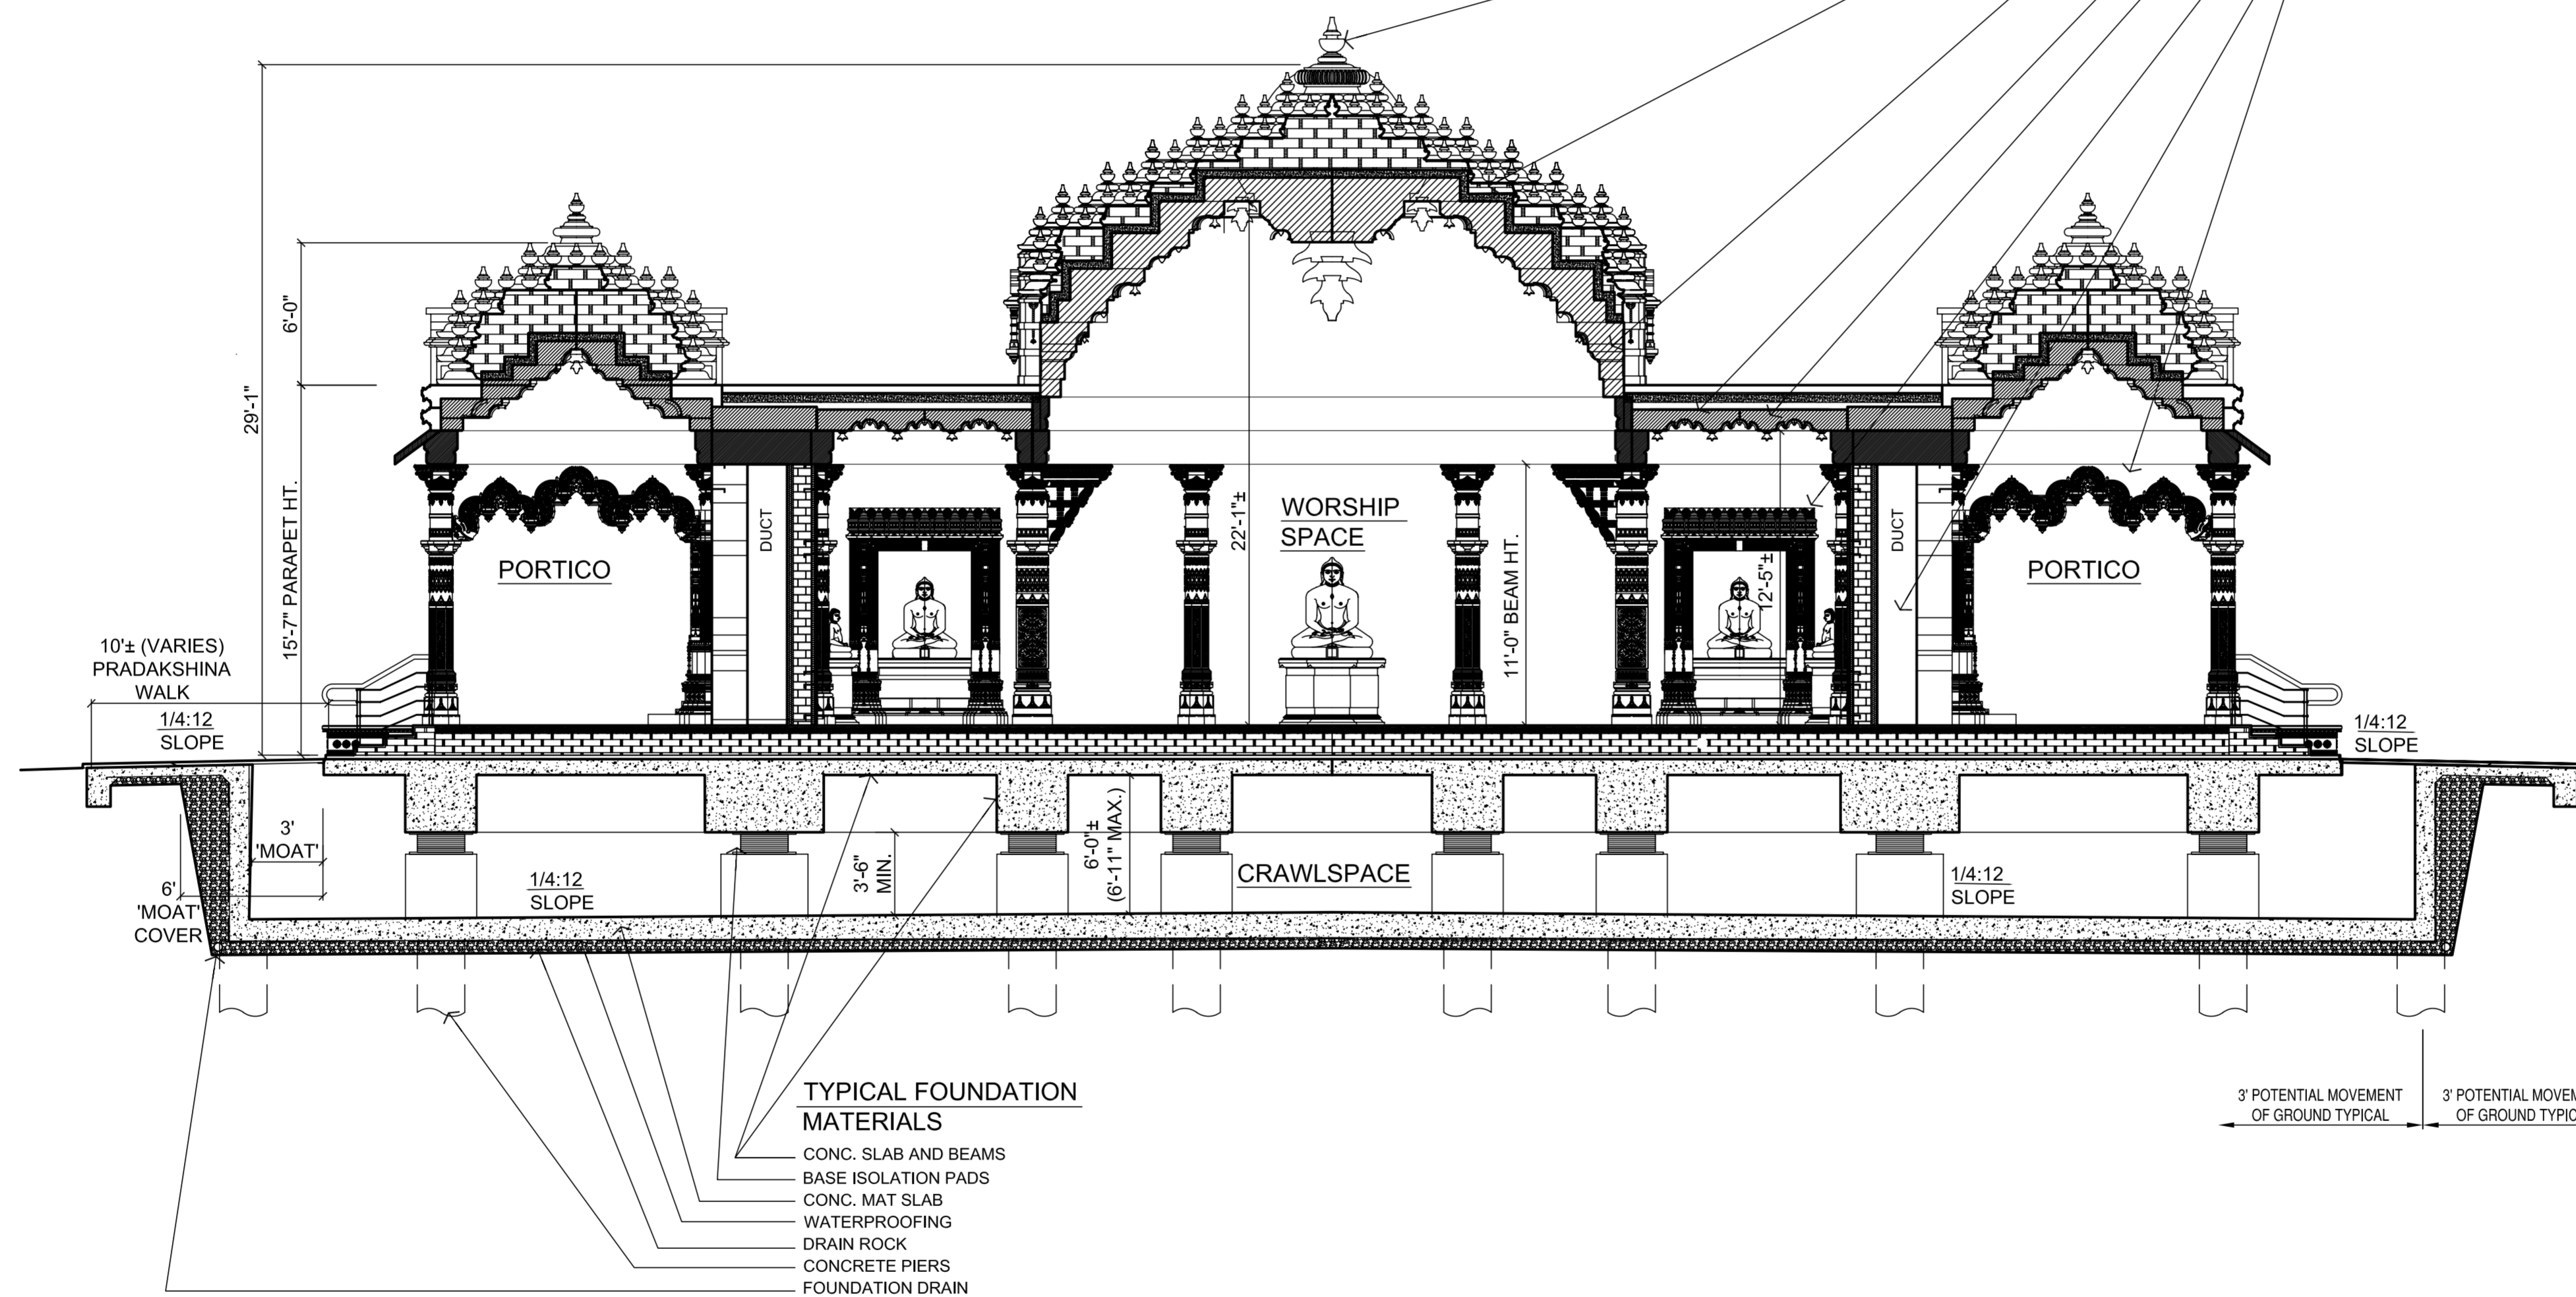 29'-1"
6'-0"
15'-7" PARAPET HT.
10'± (VARIES)
PRADAKSHINA
WALK
1/4:12
SLOPE
PORTICO
DUCT
22'-1"±
WORSHIP
SPACE
11'-0" BEAM HT.
12'-5"±
DUCT
PORTICO
1/4:12
SLOPE
3'
'MOAT'
6'
'MOAT'
COVER
1/4:12
SLOPE
3'-6"
MIN.
6'-0"±
(6'-11" MAX.)
CRAWLSPACE
1/4:12
SLOPE
TYPICAL FOUNDATION
MATERIALS
CONC. SLAB AND BEAMS
BASE ISOLATION PADS
CONC. MAT SLAB
WATERPROOFING
DRAIN ROCK
CONCRETE PIERS
FOUNDATION DRAIN
3' POTENTIAL MOVEMENT
OF GROUND TYPICAL
3' POTENTIAL
OF GROUND